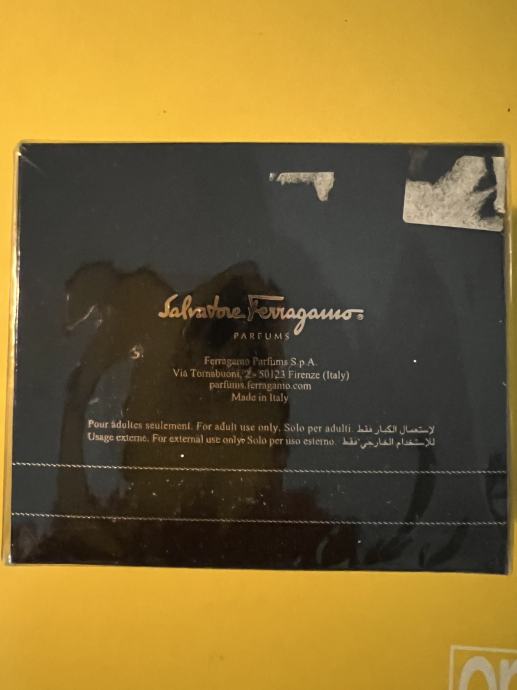 Salvatore Ferragamo®
PARFUMS
Ferragamo Parfums S.p.A.
Via Tornabuoni, 2 - 50123 Firenze (Italy)
parfums.ferragamo.com
Made in Italy
Pour adultes seulement. For adult use only. Solo per adulti. لإستعمال الكبار فقط
Usage externe. For external use only. Solo per uso esterno. للإستخدام الخارجي فقط